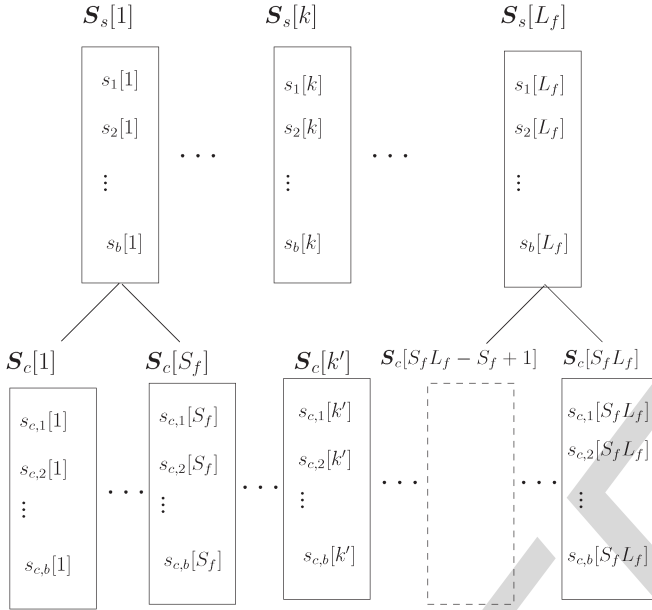 S_s[1] S_s[k] S_s[L_f]
s_1[1] s_1[k] s_1[L_f]
s_2[1] s_2[k] s_2[L_f]
⋮ ··· ⋮ ··· ⋮
s_b[1] s_b[k] s_b[L_f]
S_c[1] S_c[S_f] S_c[k′] S_c[S_f L_f − S_f + 1] S_c[S_f L_f]
s_{c,1}[1] s_{c,1}[S_f] s_{c,1}[k′] s_{c,1}[S_f L_f]
s_{c,2}[1] s_{c,2}[S_f] s_{c,2}[k′] s_{c,2}[S_f L_f]
⋮ ··· ⋮ ··· ⋮ ··· ··· ⋮
s_{c,b}[1] s_{c,b}[S_f] s_{c,b}[k′] s_{c,b}[S_f L_f]